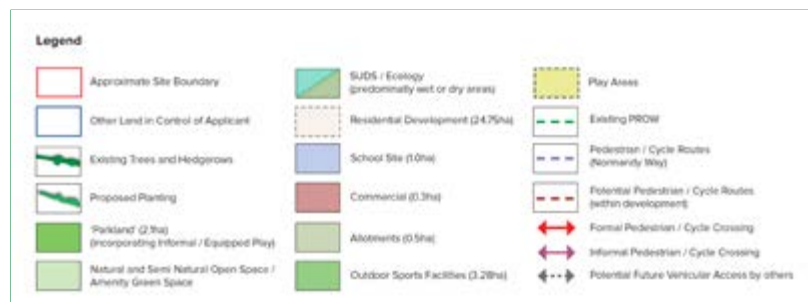 Legend
Approximate Site Boundary
Other Land in Control of Applicant
Existing Trees and Hedgerows
Proposed Planting
'Parkland' (2.1ha)
(incorporating Informal / Equipped Play)
Natural and Semi Natural Open Space /
Amenity Green Space
SUDS / Ecology
(predominally wet or dry areas)
Residential Development (24.75ha)
School Site (1.0ha)
Commercial (0.3ha)
Allotments (0.5ha)
Outdoor Sports Facilities (3.28ha)
Play Areas
Existing PROW
Pedestrian / Cycle Routes
(Normandy Way)
Potential Pedestrian / Cycle Routes
(within development)
Formal Pedestrian / Cycle Crossing
Informal Pedestrian / Cycle Crossing
Potential Future Vehicular Access by others